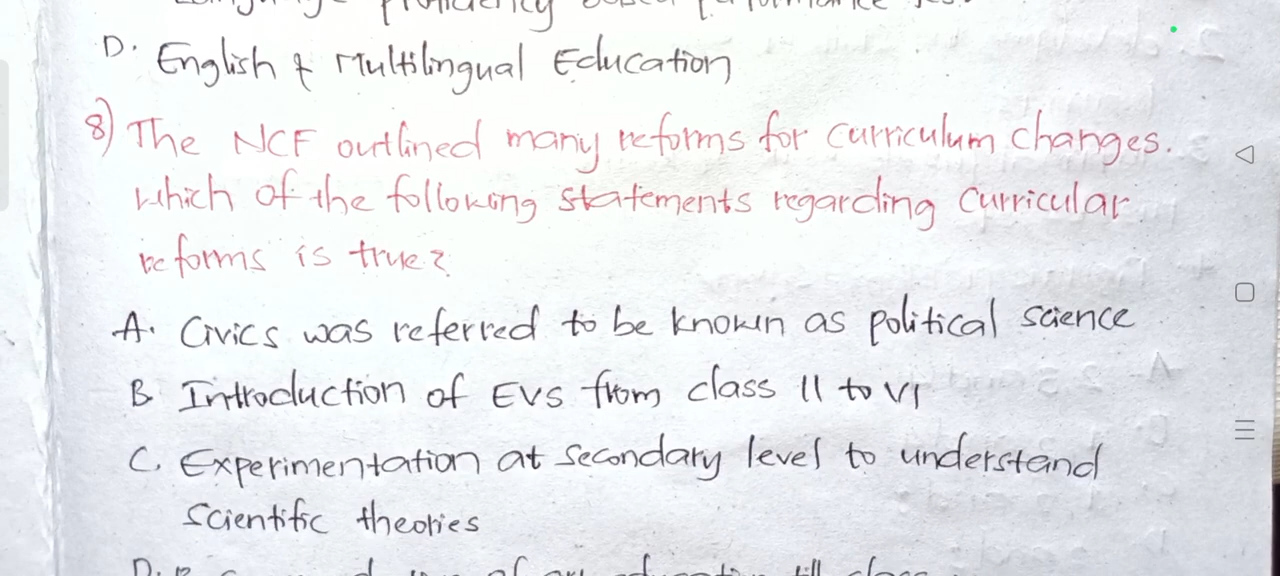 D. English & Multilingual Education
8) The NCF outlined many reforms for curriculum changes.
which of the following statements regarding curricular
reforms is true?
A. Civics was referred to be known as political science
B. Introduction of EVS from class II to VI
C. Experimentation at secondary level to understand
scientific theories